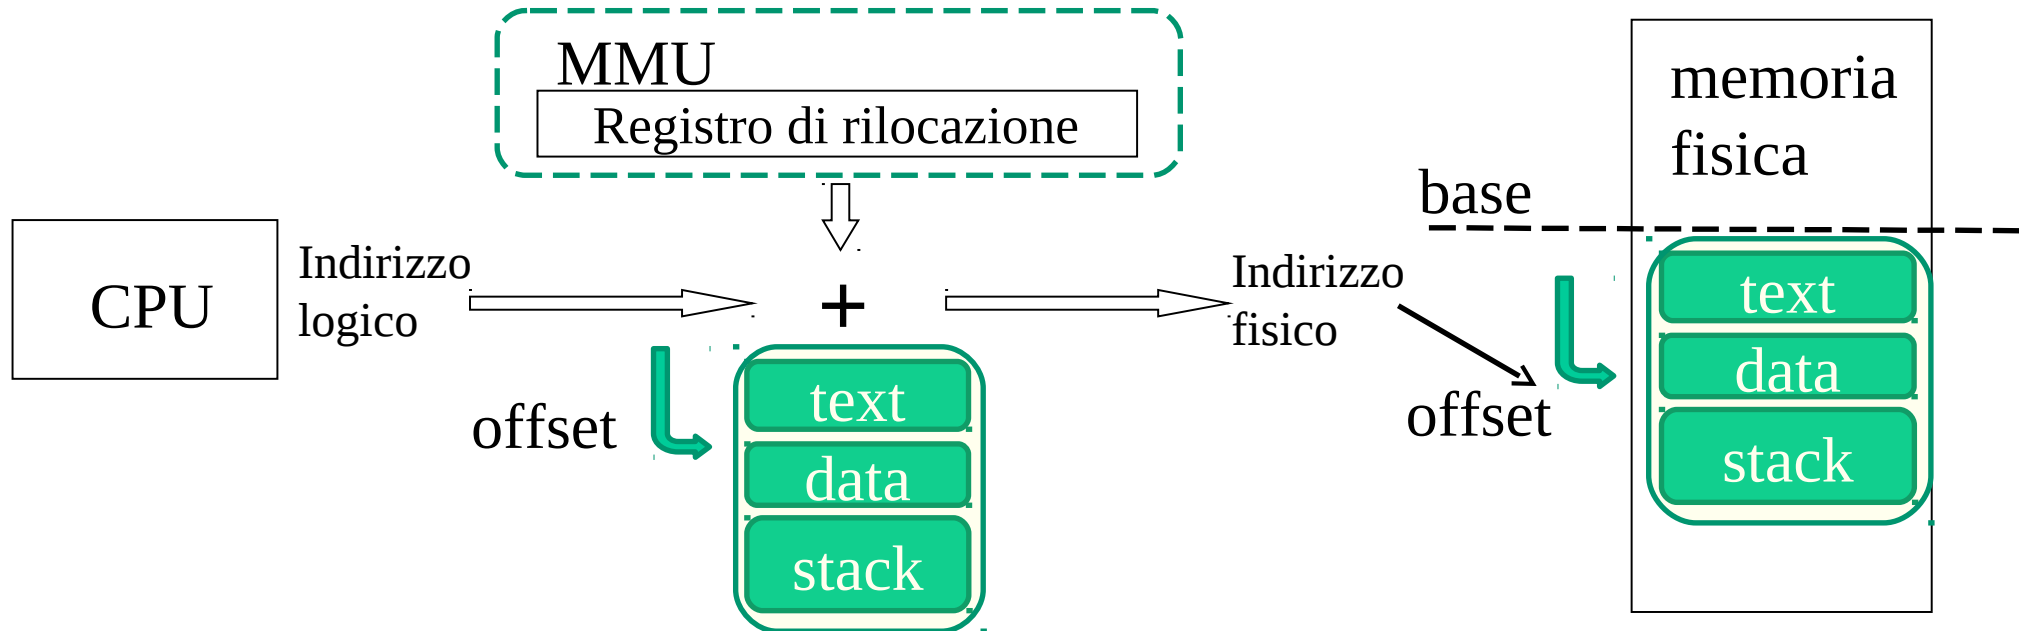 MMU
Registro di rilocazione
CPU
Indirizzo
logico
+
offset
text
data
stack
Indirizzo
fisico
offset
base
memoria
fisica
text
data
stack